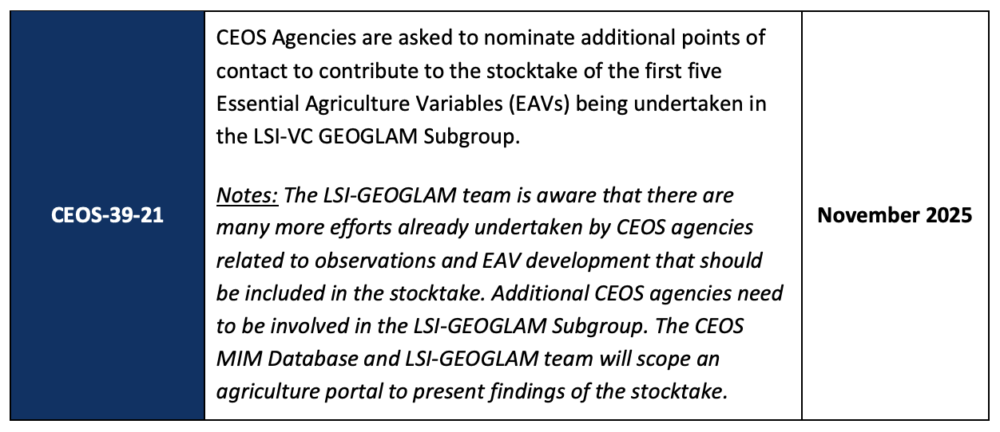 CEOS-39-21
CEOS Agencies are asked to nominate additional points of
contact to contribute to the stocktake of the first five
Essential Agriculture Variables (EAVs) being undertaken in
the LSI-VC GEOGLAM Subgroup.
Notes: The LSI-GEOGLAM team is aware that there are
many more efforts already undertaken by CEOS agencies
related to observations and EAV development that should
be included in the stocktake. Additional CEOS agencies need
to be involved in the LSI-GEOGLAM Subgroup. The CEOS
MIM Database and LSI-GEOGLAM team will scope an
agriculture portal to present findings of the stocktake.
November 2025